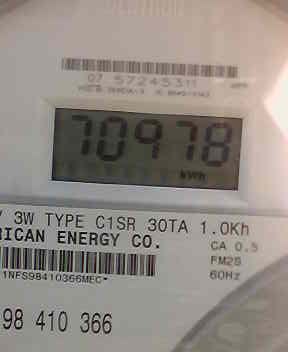 07 57245311
70978
kWh
3W TYPE C1SR 30TA 1.0Kh
RICAN ENERGY CO.
CA 0.5
FM2S
1NFS98410366MEC*
60Hz
98 410 366